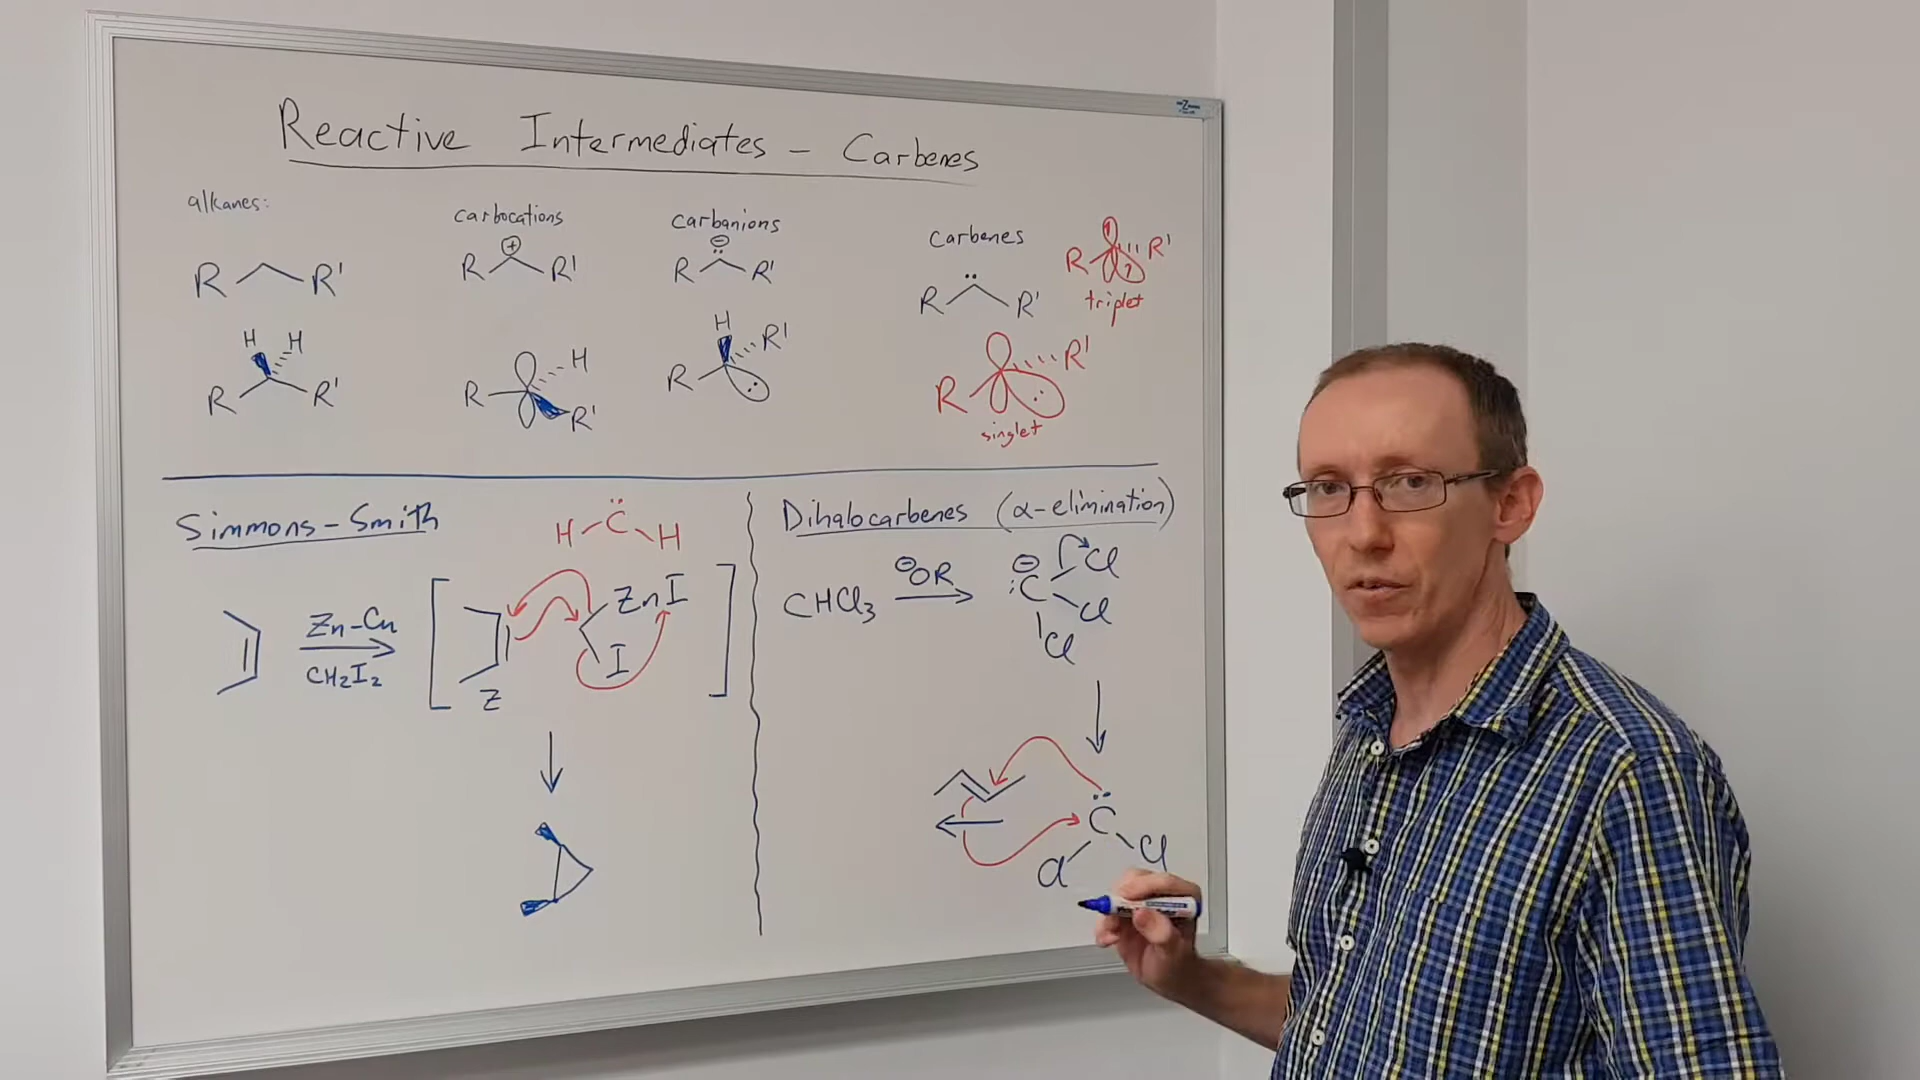 Reactive Intermediates - Carbenes
alkanes:
R R'
H H
R R'
carbocations
⊕
R R'
H
R
R'
carbanions
⊖
..
R R'
H
R'
R ..
carbenes
..
R R'
R R'
triplet
R R'
..
singlet
Simmons-Smith
..
H C H
Zn-Cu
CH2I2
[ Z ZnI I ]
Dihalocarbenes (α-elimination)
CHCl3
⊖OR
⊖
:C Cl
Cl
Cl
..
C
Cl Cl